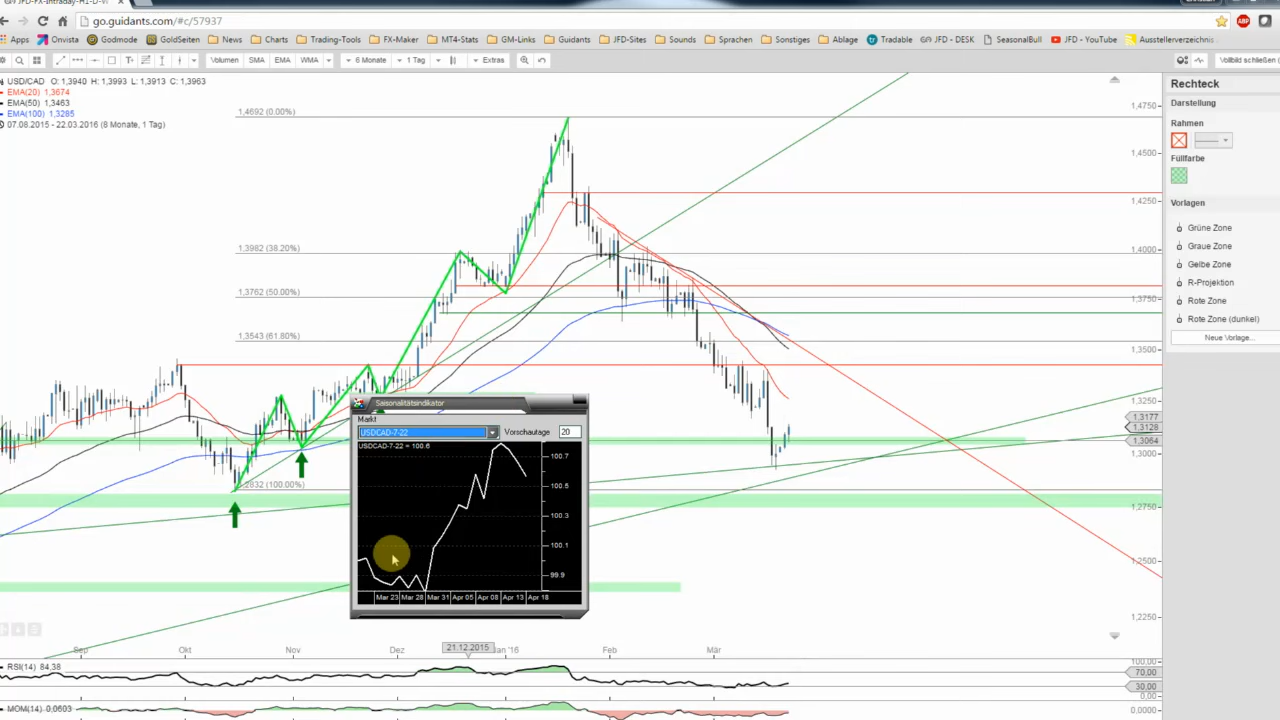 JFD-FX-Intraday-H1-D-W
go.guidants.com/#c/57937
Apps Onvista Godmode GoldSeiten News Charts Trading-Tools FX-Maker MT4-Stats GM-Links Guidants JFD-Sites Sounds Sprachen Sonstiges Ablage Tradable JFD - DESK SeasonalBull JFD - YouTube Ausstellerverzeichnis
Volumen SMA EMA WMA 6 Monate 1 Tag Extras Vollbild schließen
USD/CAD O: 1,3940 H: 1,3993 L: 1,3913 C: 1,3963
EMA(20) 1,3674
EMA(50) 1,3463
EMA(100) 1,3285
07.08.2015 - 22.03.2016 (8 Monate, 1 Tag)
1,4692 (0.00%)
1,3982 (38.20%)
1,3762 (50.00%)
1,3543 (61.80%)
2832 (100.00%)
1,4750
1,4500
1,4250
1,4000
1,3750
1,3500
1,3250
1,3177
1,3128
1,3064
1,3000
1,2750
1,2500
1,2250
Rechteck
Darstellung
Rahmen
Füllfarbe
Vorlagen
Grüne Zone
Graue Zone
Gelbe Zone
R-Projektion
Rote Zone
Rote Zone (dunkel)
Neue Vorlage...
Saisonalitätsindikator
Markt
USDCAD-7-22 Vorschautage 20
USDCAD-7-22 = 100.6
100.7
100.5
100.3
100.1
99.9
Mar 23 Mar 28 Mar 31 Apr 05 Apr 08 Apr 13 Apr 18
Sep Okt Nov Dez 21.12.2015 Jan '16 Feb Mär
RSI(14) 84,38
100,00
70,00
30,00
0,00
MOM(14) 0,0603
0,0000